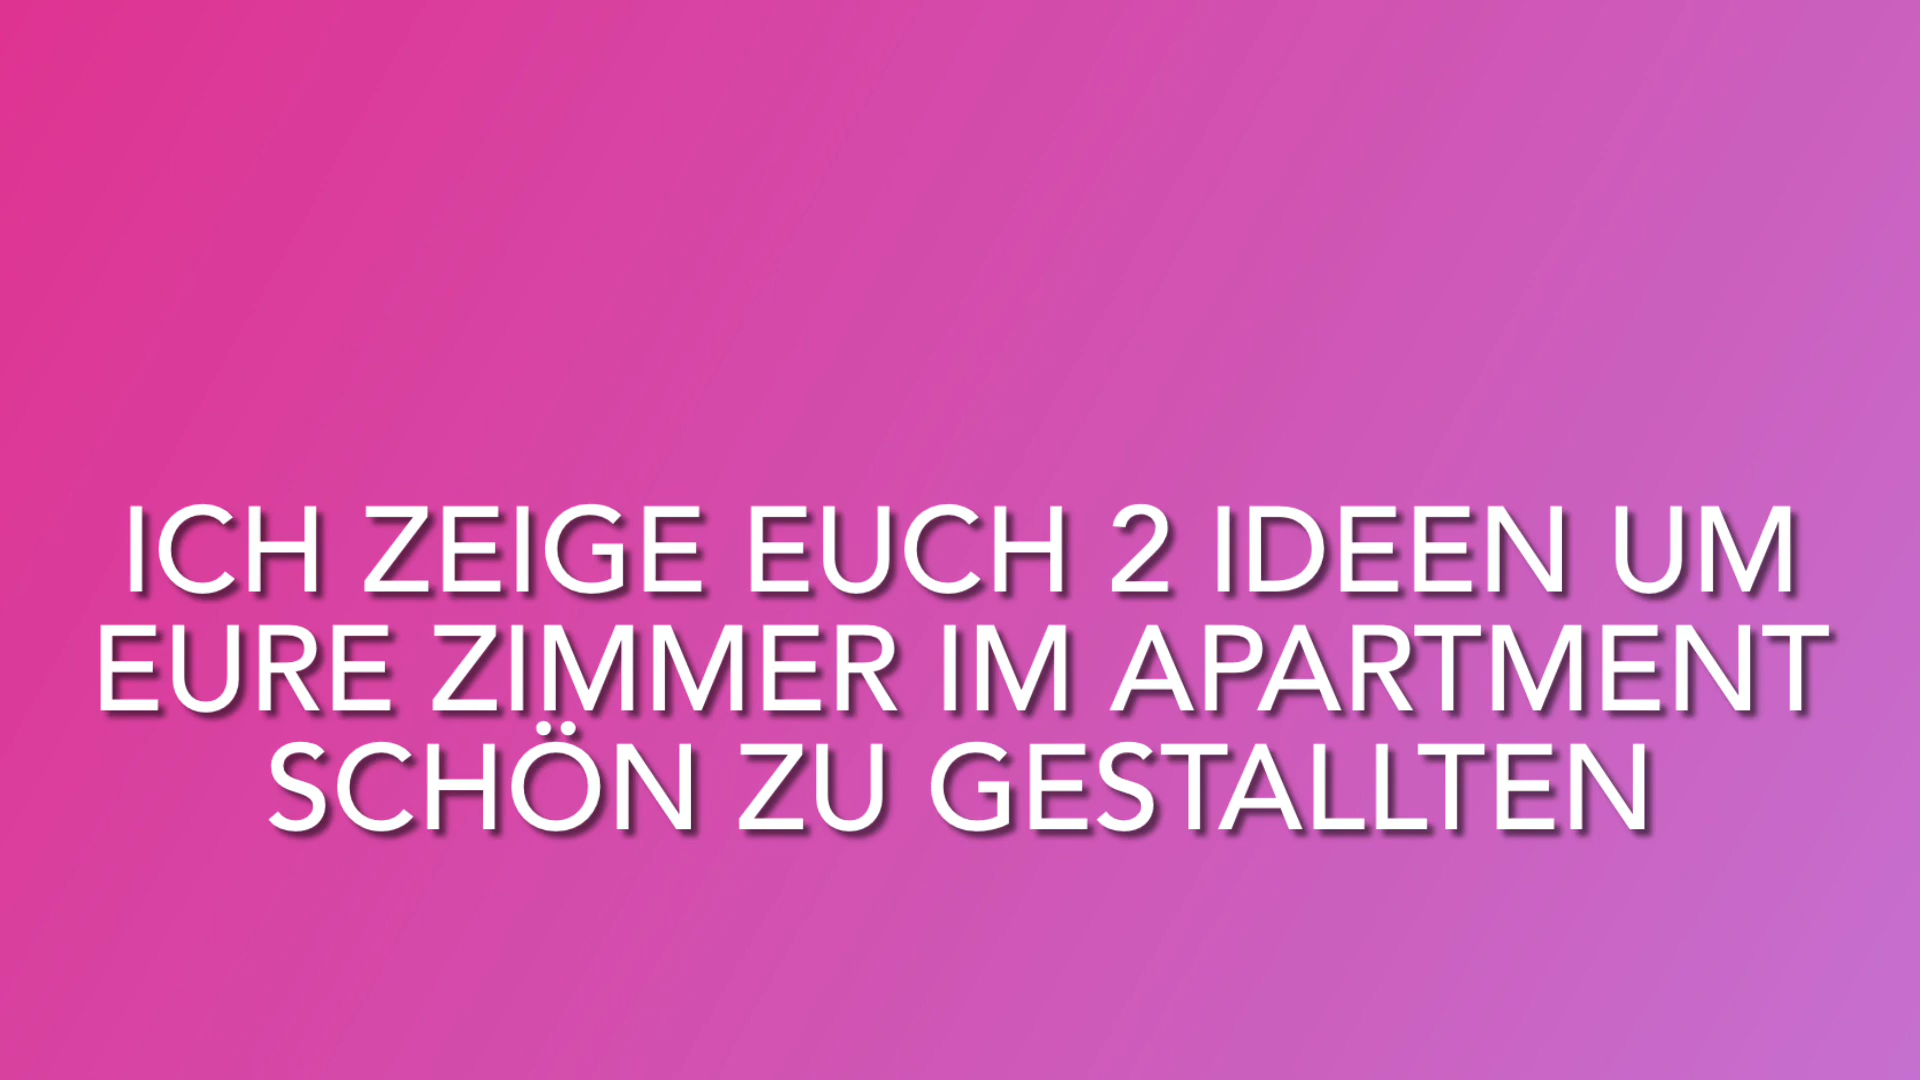 ICH ZEIGE EUCH 2 IDEEN UM
EURE ZIMMER IM APARTMENT
SCHÖN ZU GESTALLTEN